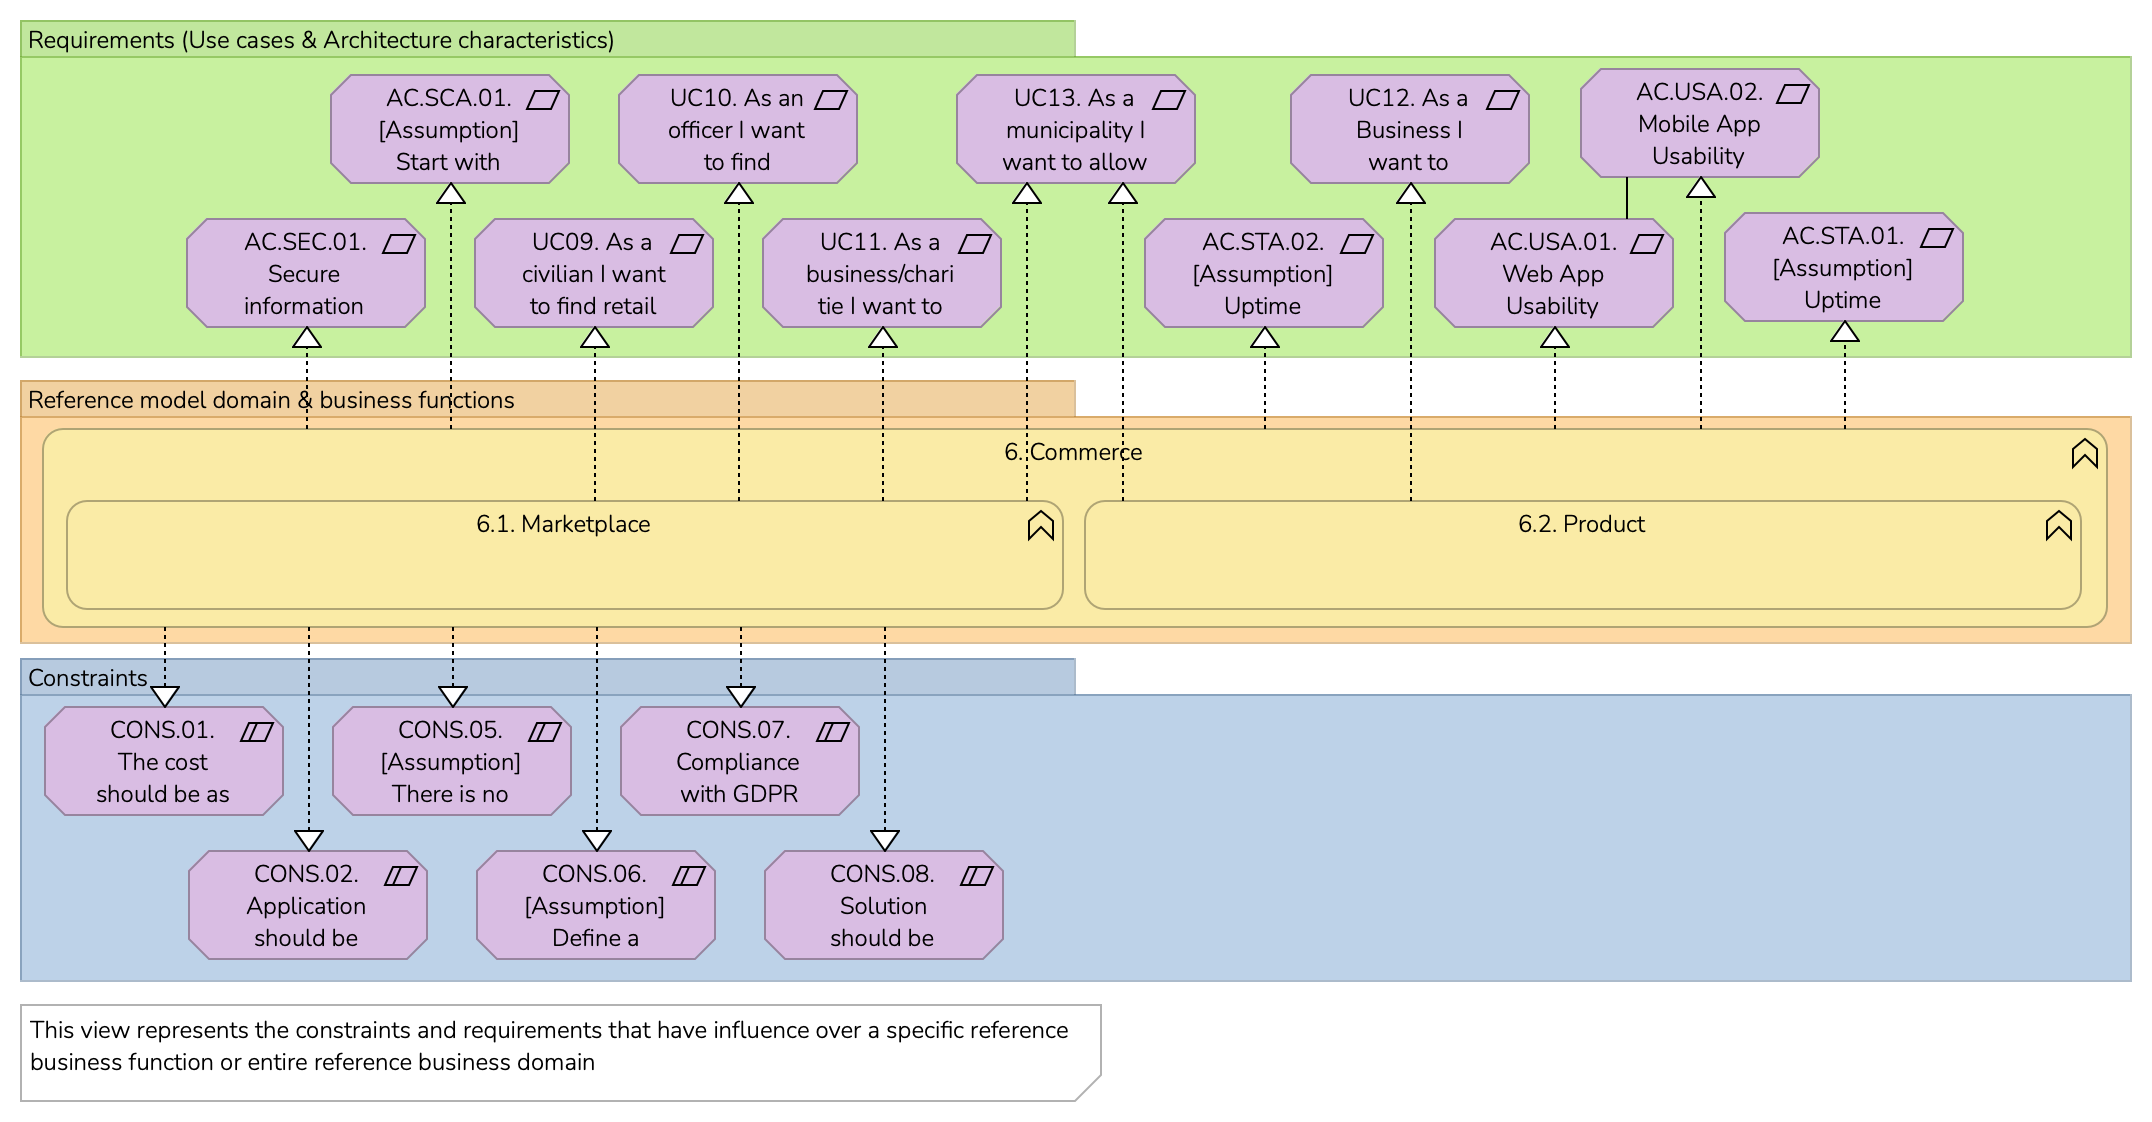 Requirements (Use cases & Architecture characteristics)
AC.SCA.01.
[Assumption]
Start with
UC10. As an
officer I want
to find
UC13. As a
municipality I
want to allow
UC12. As a
Business I
want to
AC.USA.02.
Mobile App
Usability
AC.SEC.01.
Secure
information
UC09. As a
civilian I want
to find retail
UC11. As a
business/chari
tie I want to
AC.STA.02.
[Assumption]
Uptime
AC.USA.01.
Web App
Usability
AC.STA.01.
[Assumption]
Uptime
Reference model domain & business functions
6. Commerce
6.1. Marketplace
6.2. Product
Constraints
CONS.01.
The cost
should be as
CONS.05.
[Assumption]
There is no
CONS.07.
Compliance
with GDPR
CONS.02.
Application
should be
CONS.06.
[Assumption]
Define a
CONS.08.
Solution
should be
This view represents the constraints and requirements that have influence over a specific reference
business function or entire reference business domain